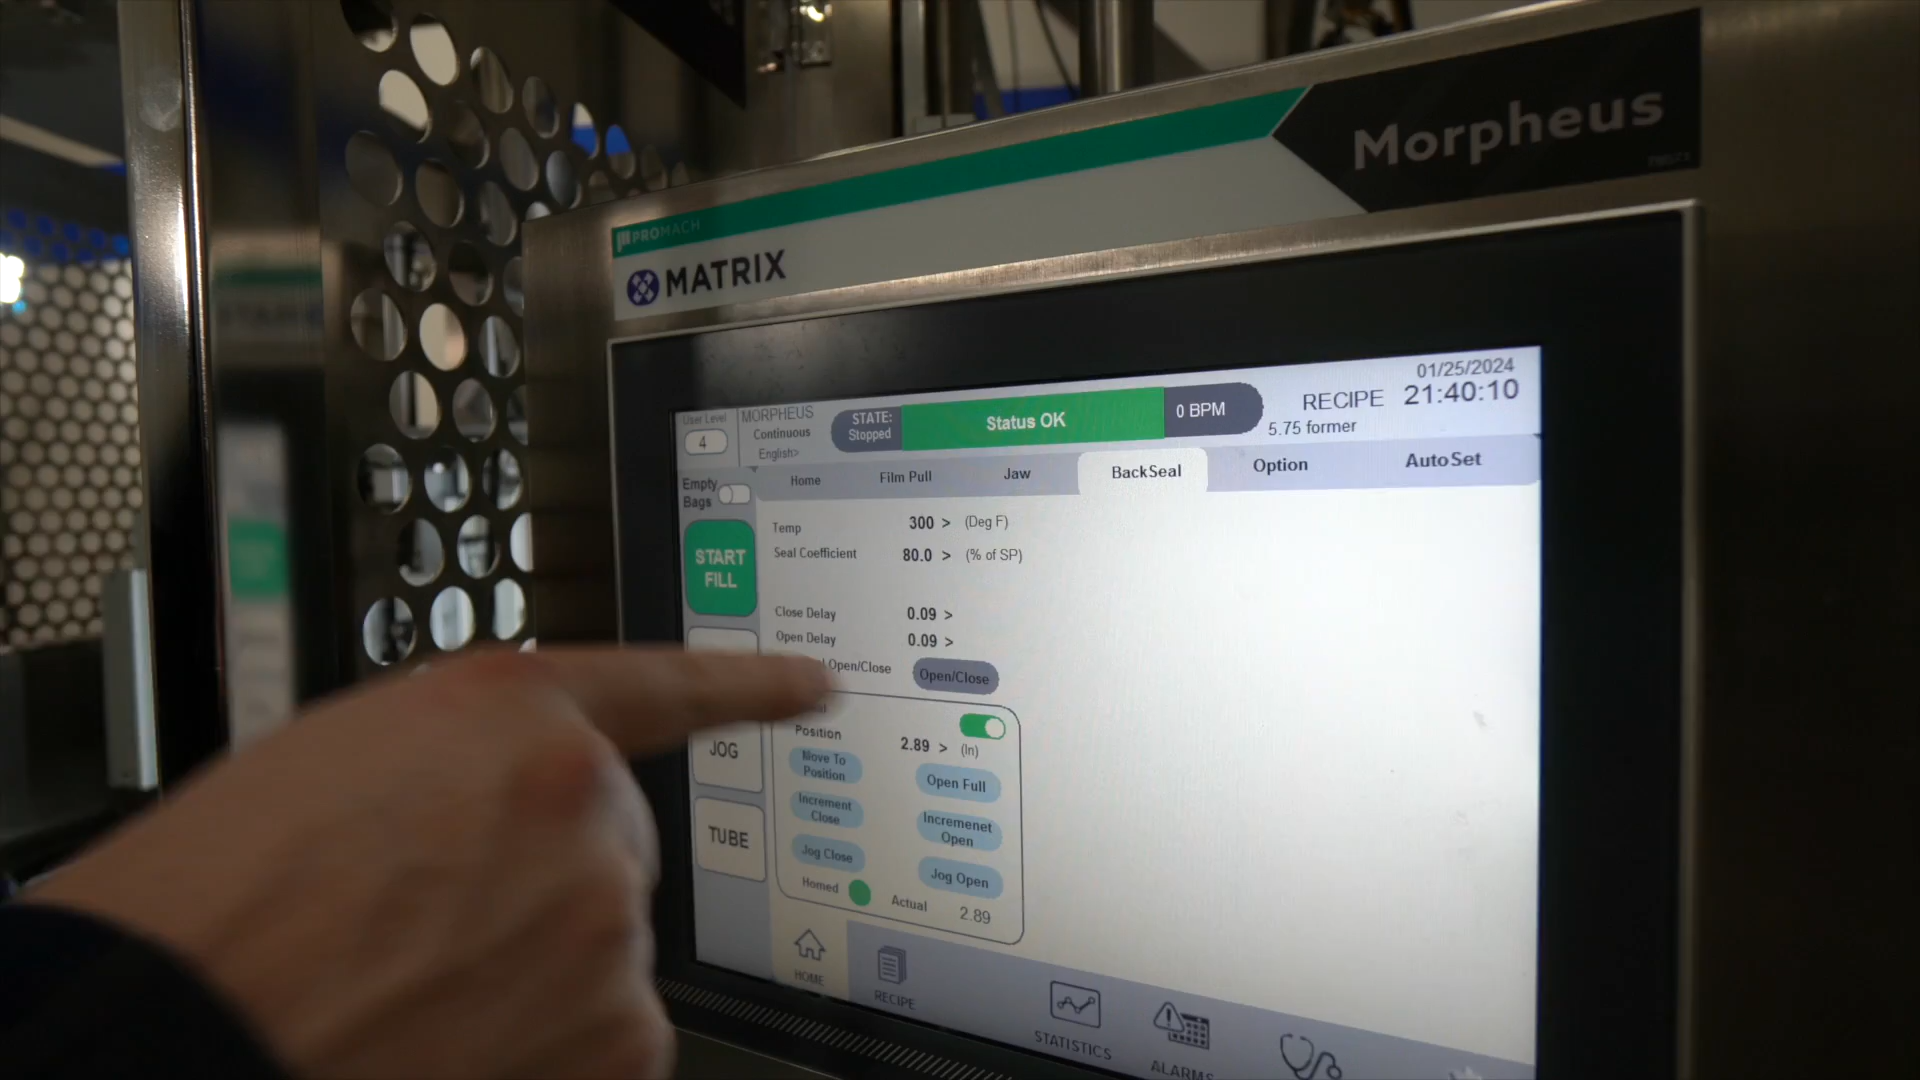 Morpheus
PROMACH
MATRIX
User Level
4
MORPHEUS
Continuous
English>
STATE:
Stopped
Status OK
0 BPM
RECIPE
5.75 former
01/25/2024
21:40:10
Empty
Bags
Home
Film Pull
Jaw
BackSeal
Option
AutoSet
START
FILL
JOG
TUBE
Temp 300 > (Deg F)
Seal Coefficient 80.0 > (% of SP)
Close Delay 0.09 >
Open Delay 0.09 >
Open/Close Open/Close
Position 2.89 > (In)
Move To
Position
Open Full
Increment
Close
Incremenet
Open
Jog Close
Jog Open
Homed
Actual 2.89
HOME
RECIPE
STATISTICS
ALARMS